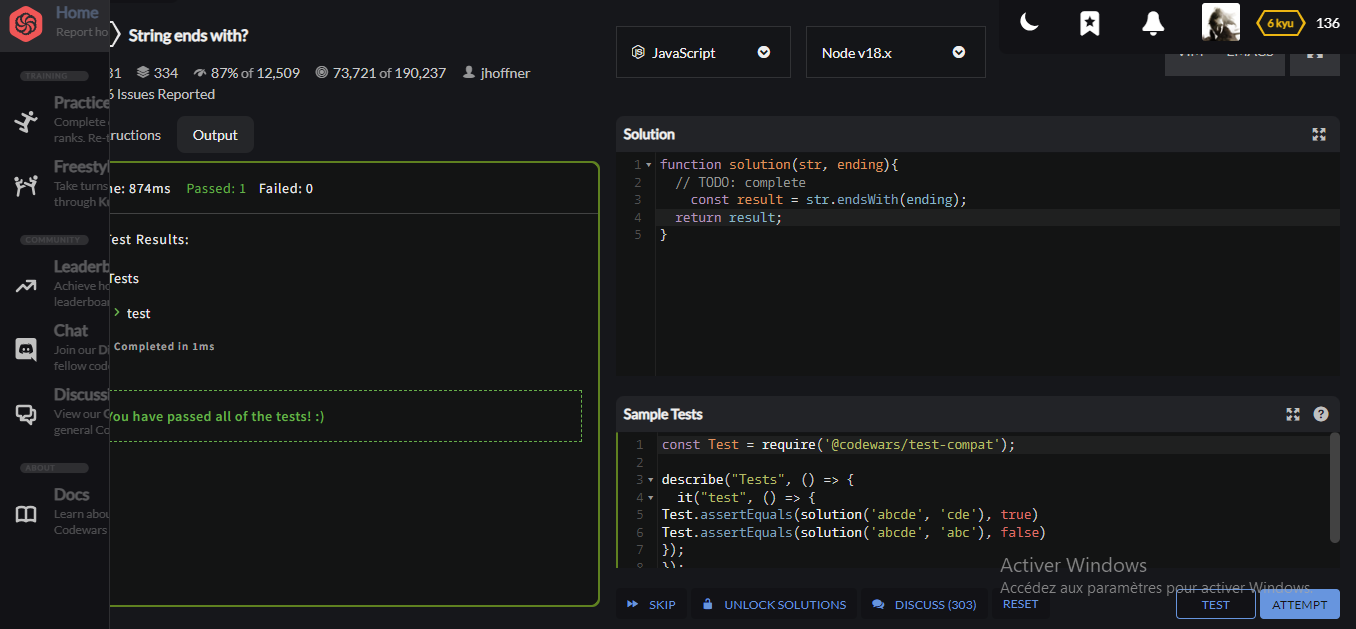 Home
Report ho
TRAINING
Practice
Complete
ranks. Re-t
Freestyl
Take turns
through K
COMMUNITY
Leaderb
Achieve ho
leaderboar
Chat
Join our Di
fellow cod
Discussi
View our G
general Co
ABOUT
Docs
Learn abou
Codewars
String ends with?
31 334 87% of 12,509 73,721 of 190,237 jhoffner
6 Issues Reported
ructions Output
me: 874ms Passed: 1 Failed: 0
Test Results:
Tests
> test
Completed in 1ms
You have passed all of the tests! :)
JavaScript
Node v18.x
VIM EMACS
6 kyu 136
Solution
1 function solution(str, ending){
2 // TODO: complete
3 const result = str.endsWith(ending);
4 return result;
5 }
Sample Tests
?
1 const Test = require('@codewars/test-compat');
2
3 describe("Tests", () => {
4 it("test", () => {
5 Test.assertEquals(solution('abcde', 'cde'), true)
6 Test.assertEquals(solution('abcde', 'abc'), false)
7 });
8 });
Activer Windows
Accédez aux paramètres pour activer Windows.
SKIP UNLOCK SOLUTIONS DISCUSS (303) RESET TEST ATTEMPT